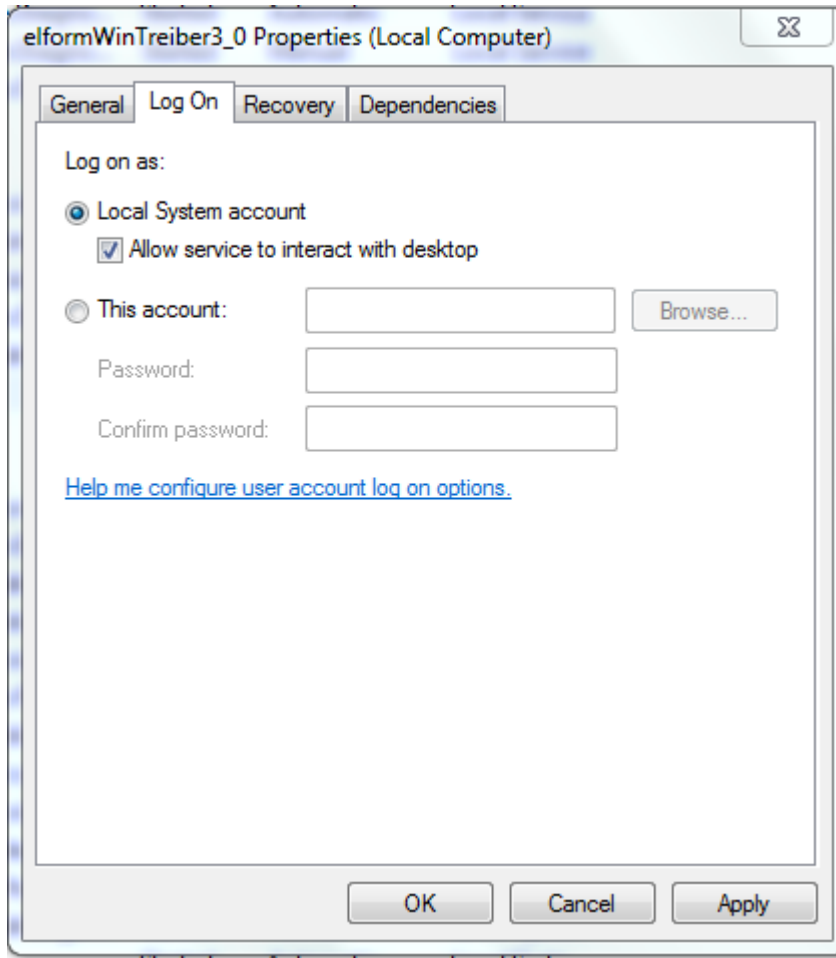 elformWinTreiber3_0 Properties (Local Computer)
General Log On Recovery Dependencies
Log on as:
Local System account
Allow service to interact with desktop
This account: Browse...
Password:
Confirm password:
Help me configure user account log on options.
OK Cancel Apply